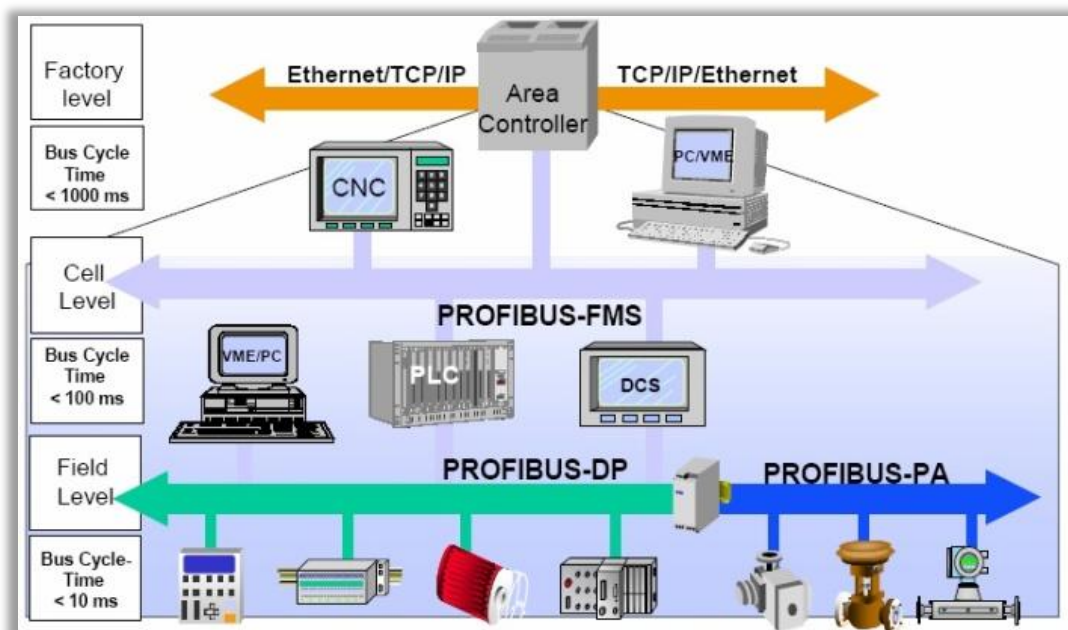 Factory
level
Ethernet/TCP/IP
TCP/IP/Ethernet
Area
Controller
Bus Cycle
Time
< 1000 ms
CNC
PC/VME
Cell
Level
PROFIBUS-FMS
Bus Cycle
Time
< 100 ms
VME/PC
PLC
DCS
Field
Level
PROFIBUS-DP
PROFIBUS-PA
Bus Cycle-
Time
< 10 ms